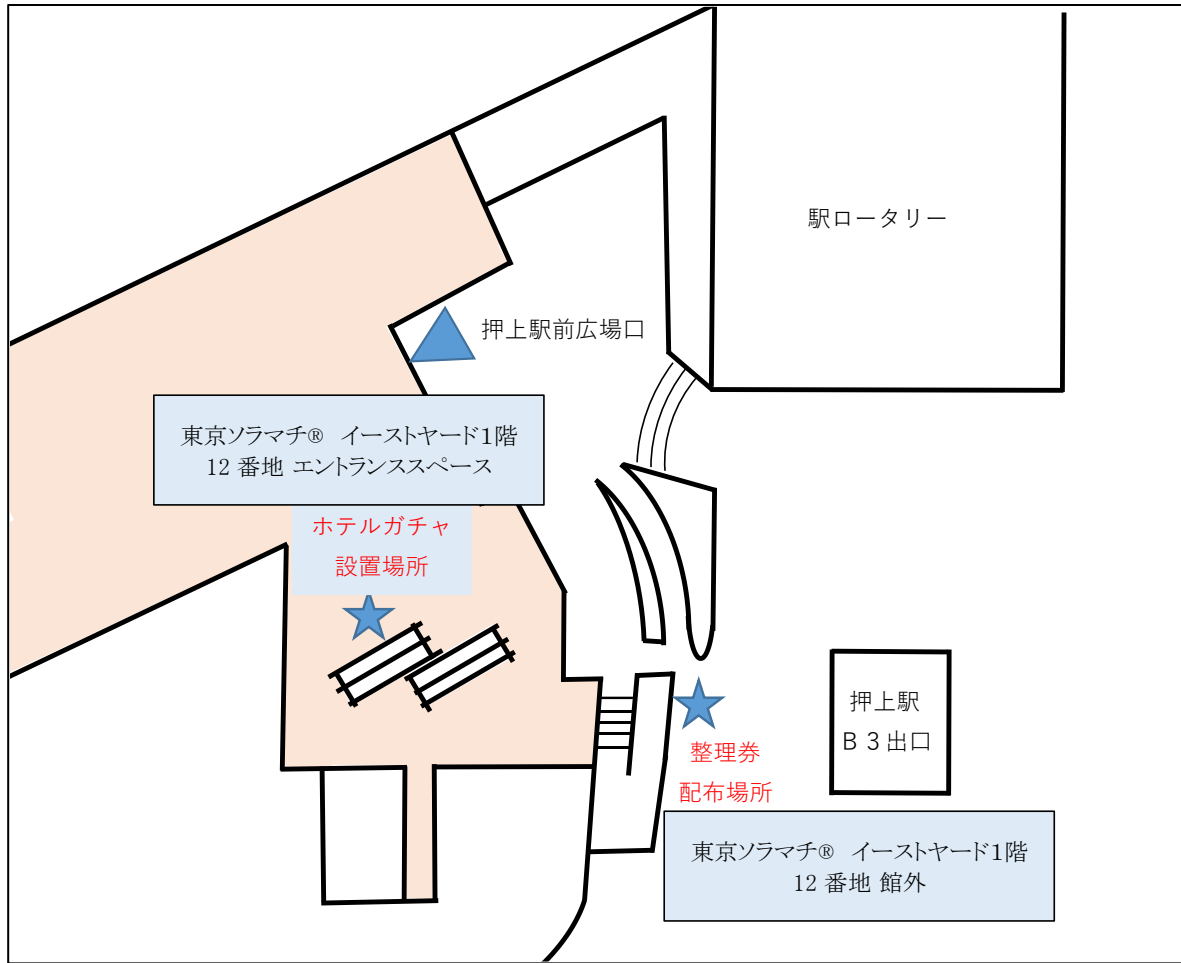 駅ロータリー
押上駅前広場口
東京ソラマチ®　イーストヤード1階
12 番地 エントランススペース
ホテルガチャ
設置場所
押上駅
Ｂ３出口
整理券
配布場所
東京ソラマチ®　イーストヤード1階
12 番地 館外